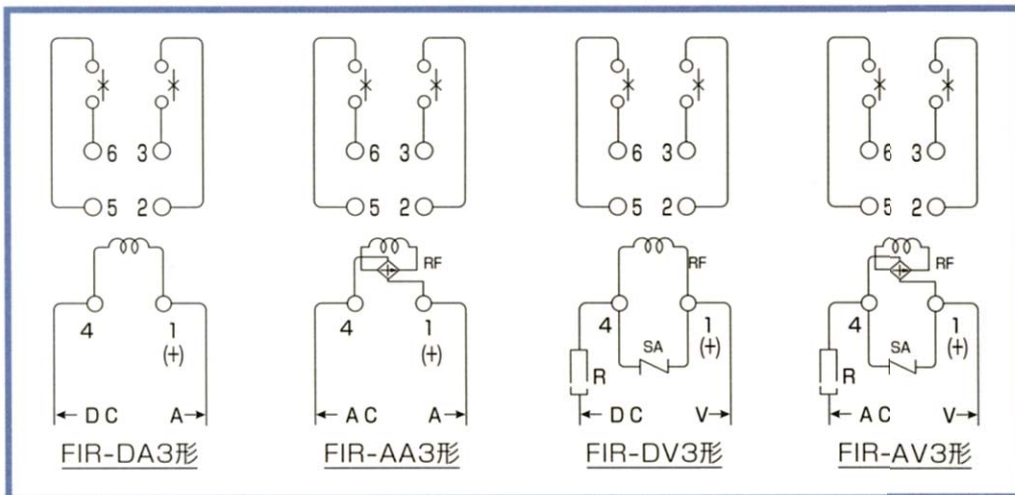 6 3
5 2
4 1
(+)
DC A
FIR-DA3形
6 3
5 2
RF
4 1
(+)
AC A
FIR-AA3形
6 3
5 2
RF
4 1
SA (+)
R
DC V
FIR-DV3形
6 3
5 2
RF
4 1
SA (+)
R
AC V
FIR-AV3形